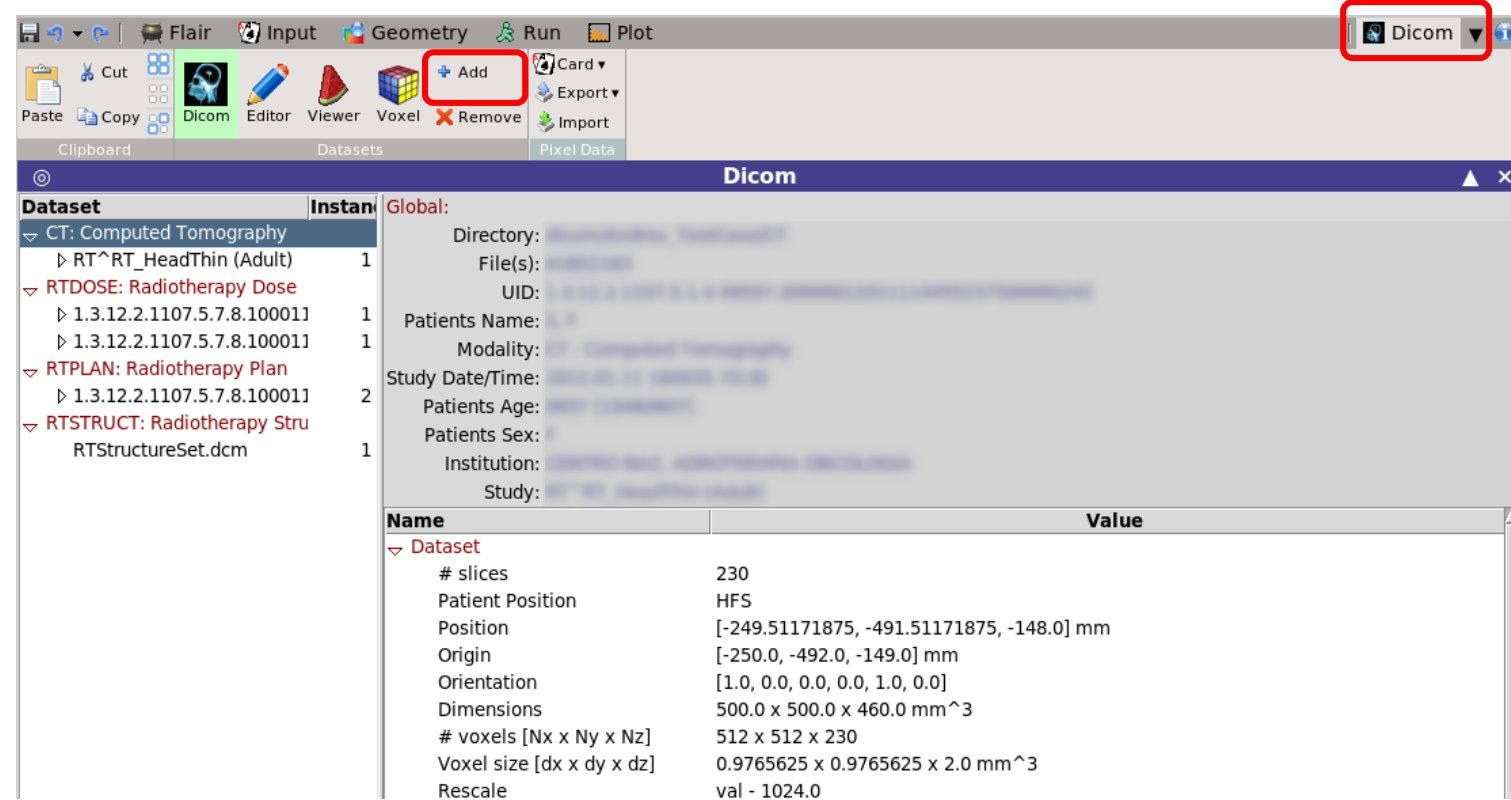 Flair Input Geometry Run Plot Dicom
Cut Add Card
Export
Paste Copy Dicom Editor Viewer Voxel Remove Import
Clipboard Datasets Pixel Data
Dicom
Dataset Instan Global:
CT: Computed Tomography Directory:
RT^RT_HeadThin (Adult) 1 File(s):
RTDOSE: Radiotherapy Dose UID:
1.3.12.2.1107.5.7.8.100011 1 Patients Name:
1.3.12.2.1107.5.7.8.100011 1 Modality:
RTPLAN: Radiotherapy Plan Study Date/Time:
1.3.12.2.1107.5.7.8.100011 2 Patients Age:
RTSTRUCT: Radiotherapy Stru Patients Sex:
RTStructureSet.dcm 1 Institution:
Study:
Name Value
Dataset
# slices 230
Patient Position HFS
Position [-249.51171875, -491.51171875, -148.0] mm
Origin [-250.0, -492.0, -149.0] mm
Orientation [1.0, 0.0, 0.0, 0.0, 1.0, 0.0]
Dimensions 500.0 x 500.0 x 460.0 mm^3
# voxels [Nx x Ny x Nz] 512 x 512 x 230
Voxel size [dx x dy x dz] 0.9765625 x 0.9765625 x 2.0 mm^3
Rescale val - 1024.0